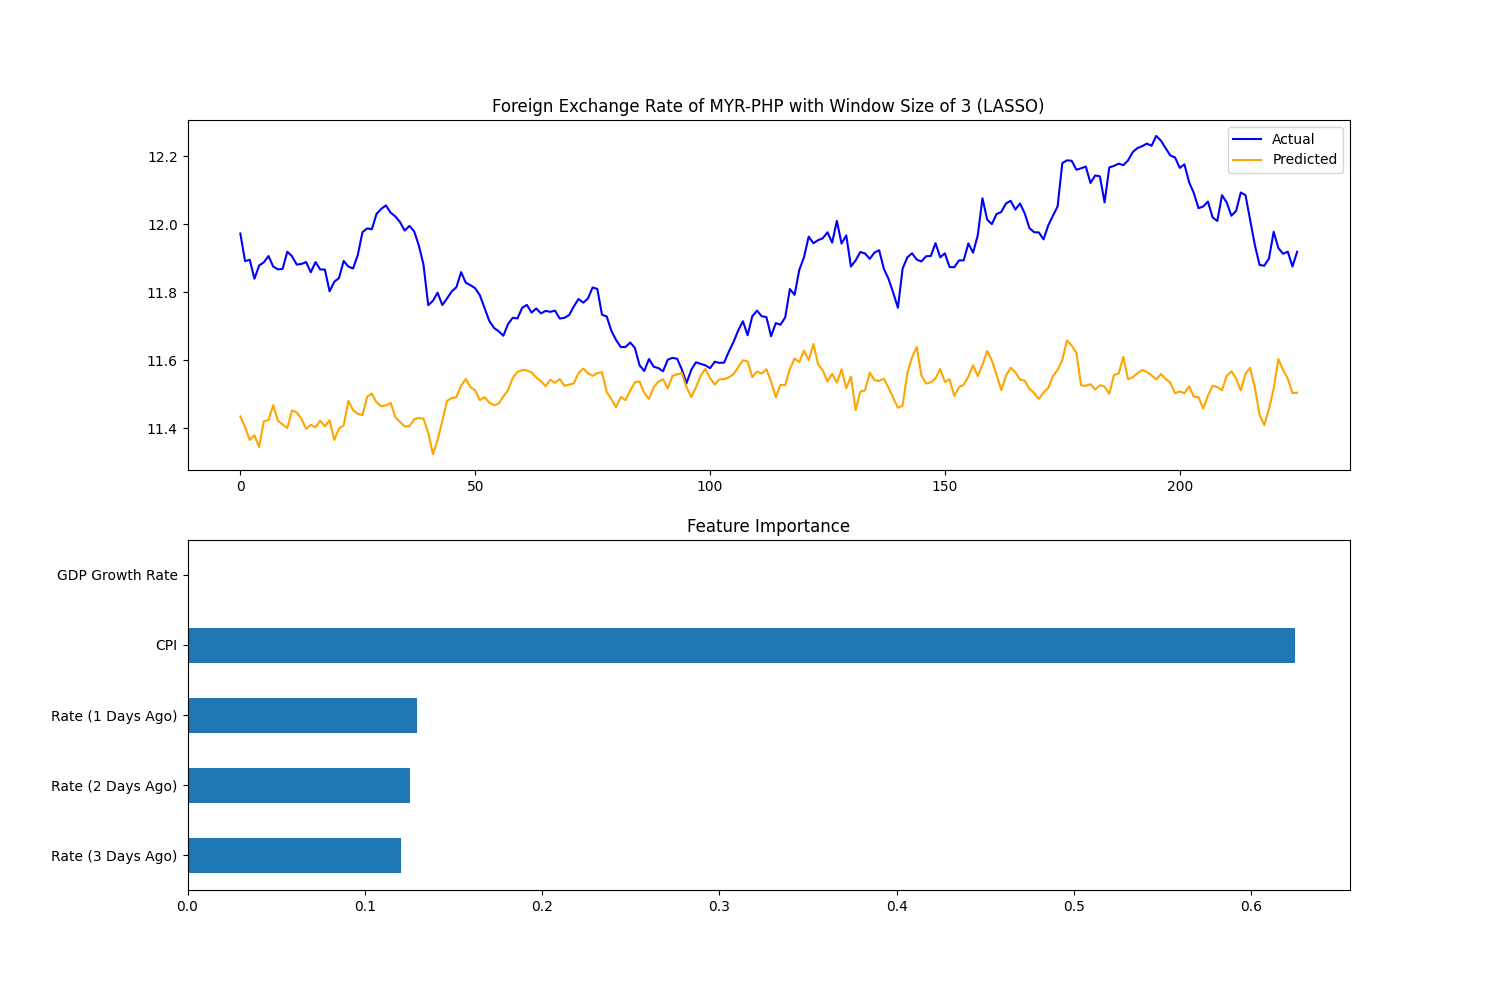 Foreign Exchange Rate of MYR-PHP with Window Size of 3 (LASSO)
Actual
Predicted
12.2
12.0
11.8
11.6
11.4
0 50 100 150 200
Feature Importance
GDP Growth Rate
CPI
Rate (1 Days Ago)
Rate (2 Days Ago)
Rate (3 Days Ago)
0.0 0.1 0.2 0.3 0.4 0.5 0.6